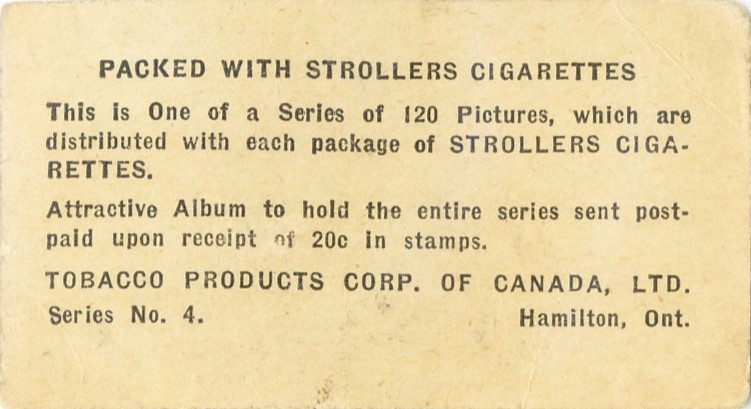 PACKED WITH STROLLERS CIGARETTES
This is One of a Series of 120 Pictures, which are
distributed with each package of STROLLERS CIGA-
RETTES.
Attractive Album to hold the entire series sent post-
paid upon receipt of 20c in stamps.
TOBACCO PRODUCTS CORP. OF CANADA, LTD.
Series No. 4. Hamilton, Ont.